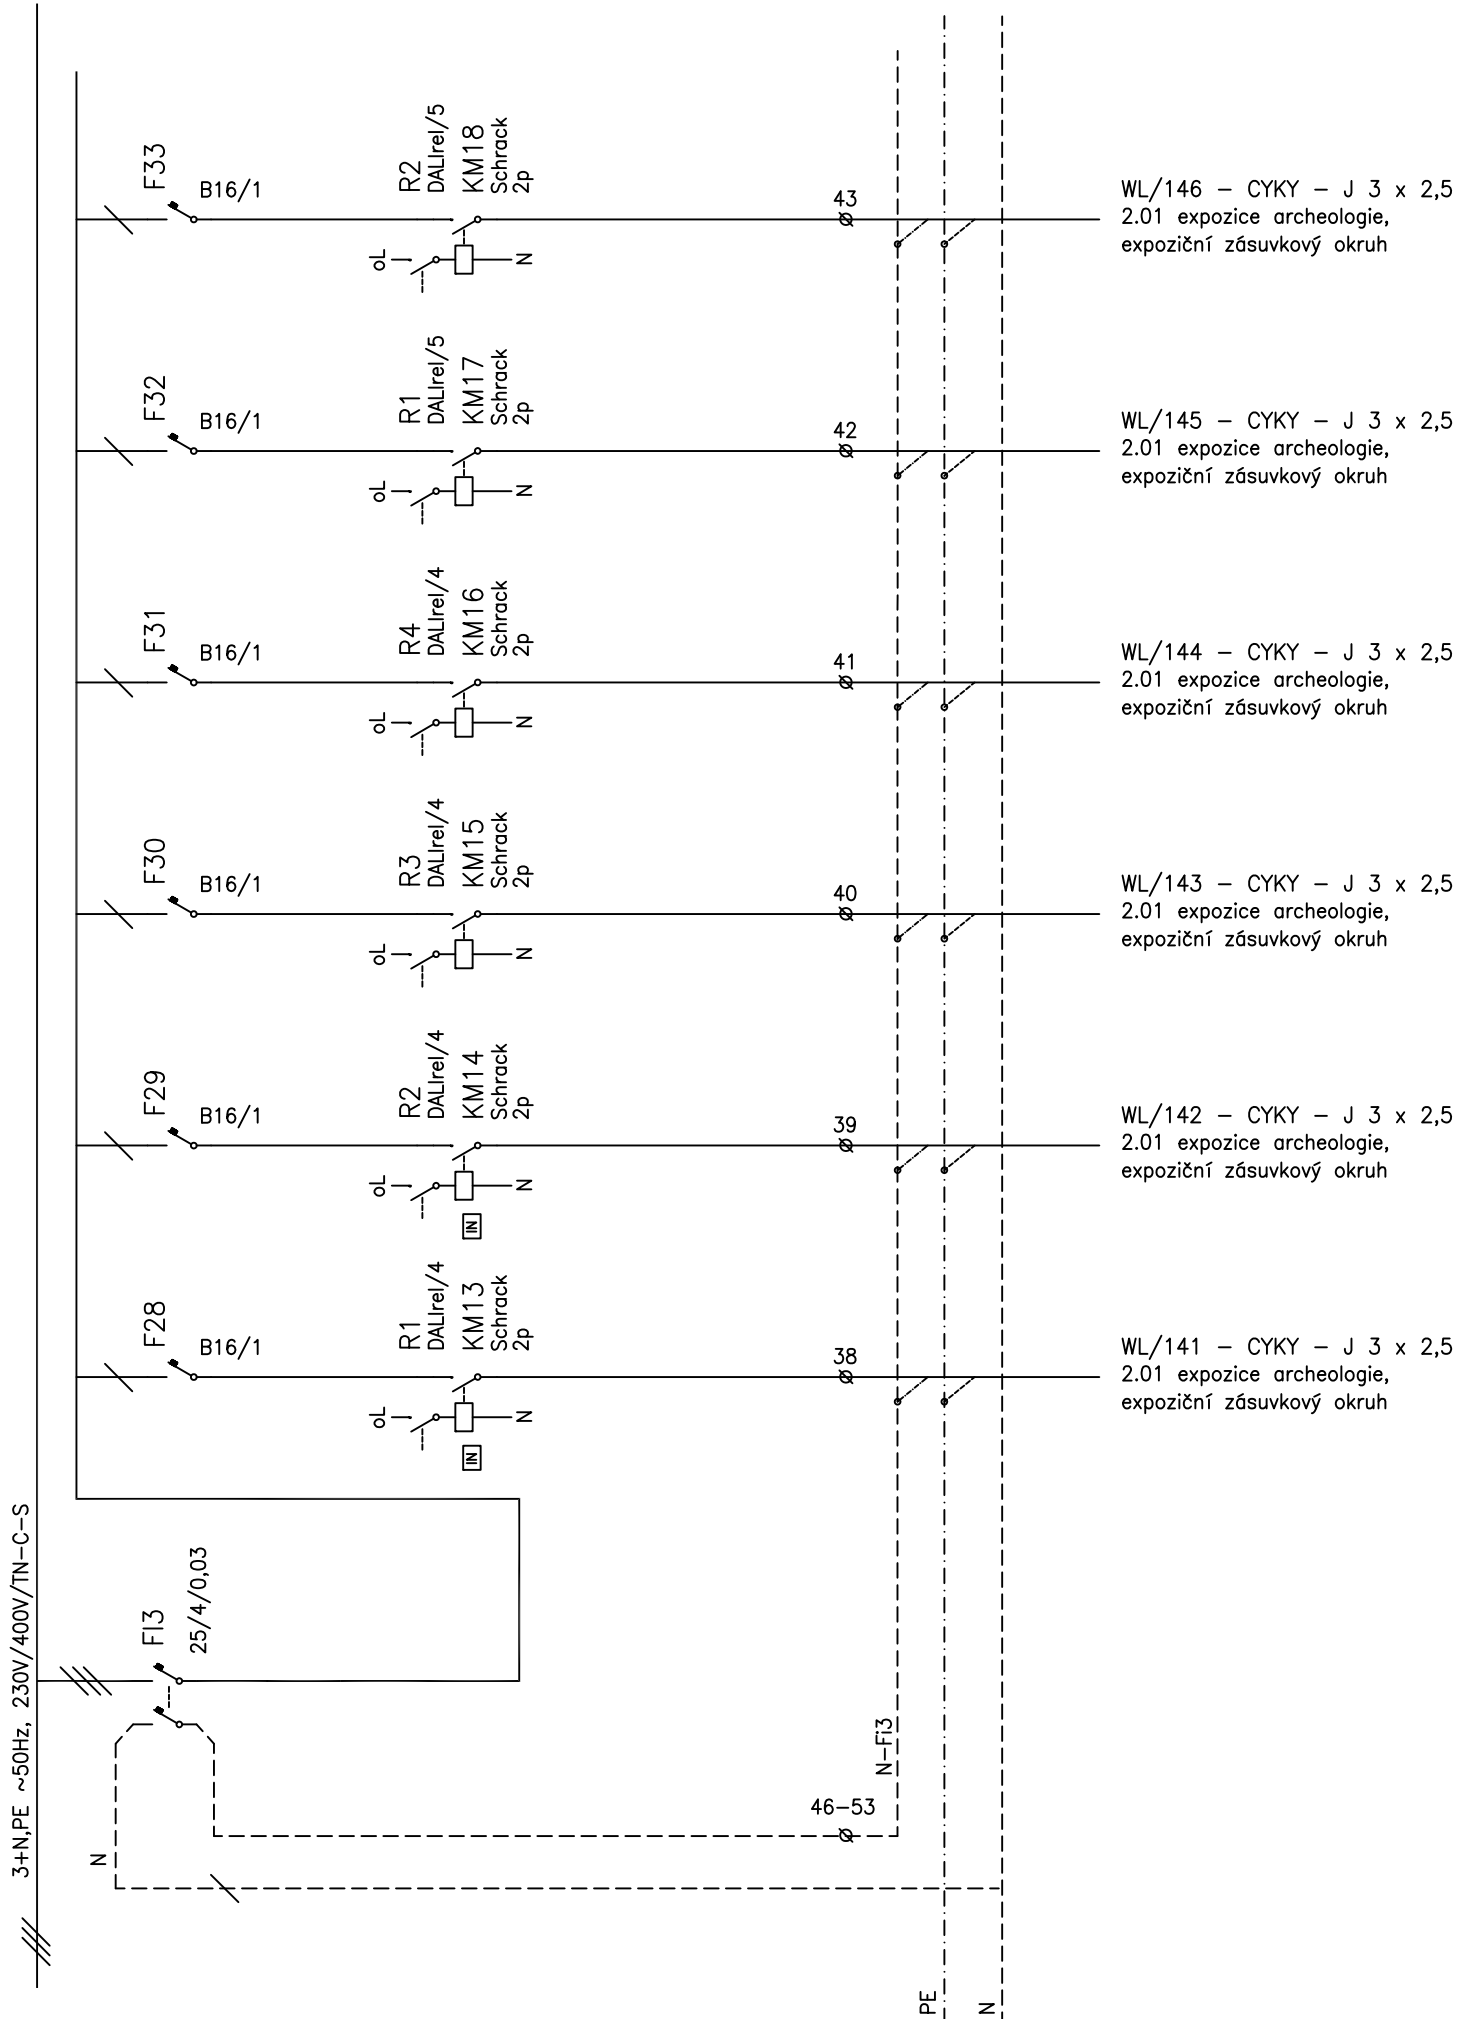 F33
B16/1
R2
DALIrel/5
KM18
Schrack
2p
oL
N
43
WL/146 – CYKY – J 3 x 2,5
2.01 expozice archeologie,
expoziční zásuvkový okruh
F32
B16/1
R1
DALIrel/5
KM17
Schrack
2p
oL
N
42
WL/145 – CYKY – J 3 x 2,5
2.01 expozice archeologie,
expoziční zásuvkový okruh
F31
B16/1
R4
DALIrel/4
KM16
Schrack
2p
oL
N
41
WL/144 – CYKY – J 3 x 2,5
2.01 expozice archeologie,
expoziční zásuvkový okruh
F30
B16/1
R3
DALIrel/4
KM15
Schrack
2p
oL
N
40
WL/143 – CYKY – J 3 x 2,5
2.01 expozice archeologie,
expoziční zásuvkový okruh
F29
B16/1
R2
DALIrel/4
KM14
Schrack
2p
oL
N
IN
39
WL/142 – CYKY – J 3 x 2,5
2.01 expozice archeologie,
expoziční zásuvkový okruh
F28
B16/1
R1
DALIrel/4
KM13
Schrack
2p
oL
N
IN
38
WL/141 – CYKY – J 3 x 2,5
2.01 expozice archeologie,
expoziční zásuvkový okruh
3+N,PE ~50Hz, 230V/400V/TN–C–S
FI3
25/4/0,03
N
46–53
N–Fi3
PE
N